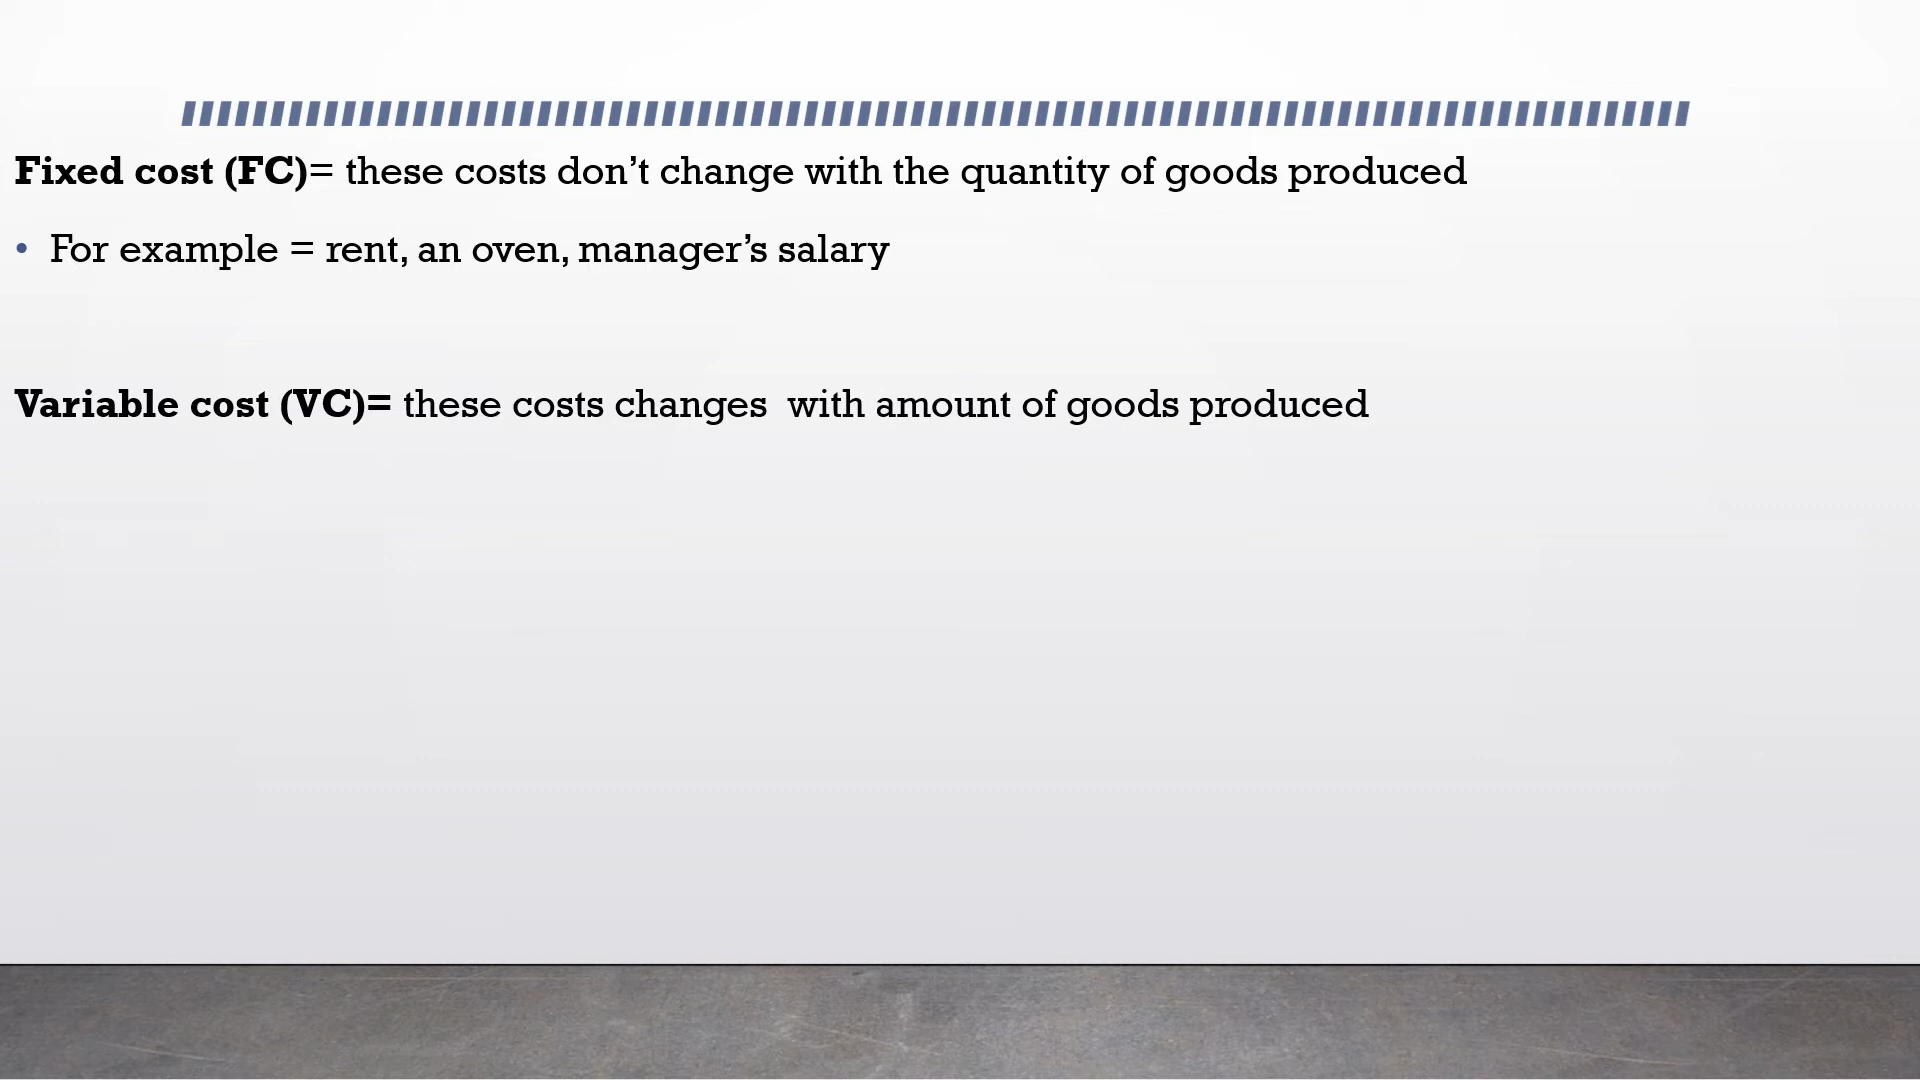 Fixed cost (FC)= these costs don’t change with the quantity of goods produced
• For example = rent, an oven, manager’s salary
Variable cost (VC)= these costs changes  with amount of goods produced